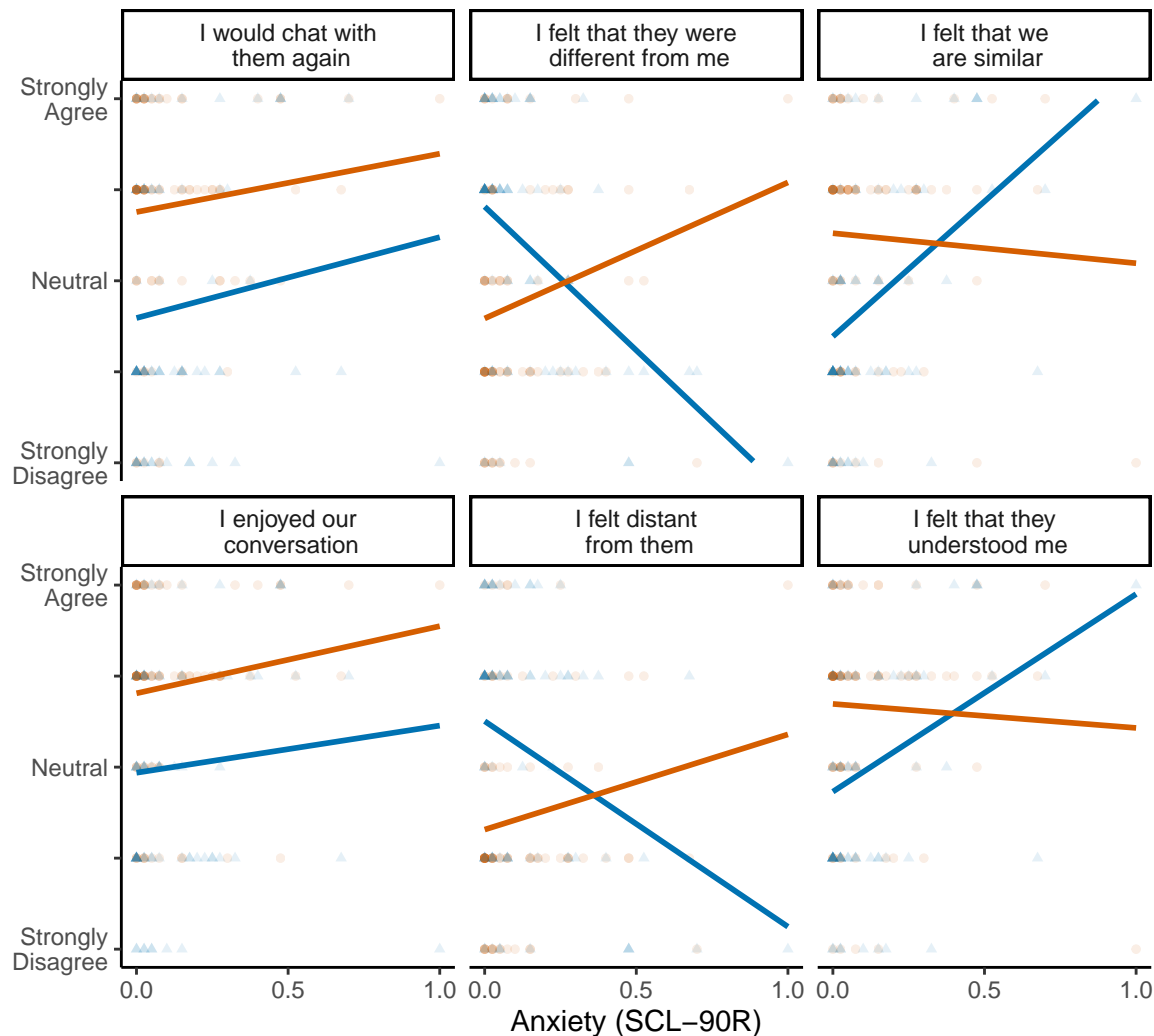 I would chat with
them again
I felt that they were
different from me
I felt that we
are similar
Strongly
Agree
Neutral
Strongly
Disagree
I enjoyed our
conversation
I felt distant
from them
I felt that they
understood me
Strongly
Agree
Neutral
Strongly
Disagree
0.0 0.5 1.0 0.0 0.5 1.0 0.0 0.5 1.0
Anxiety (SCL−90R)